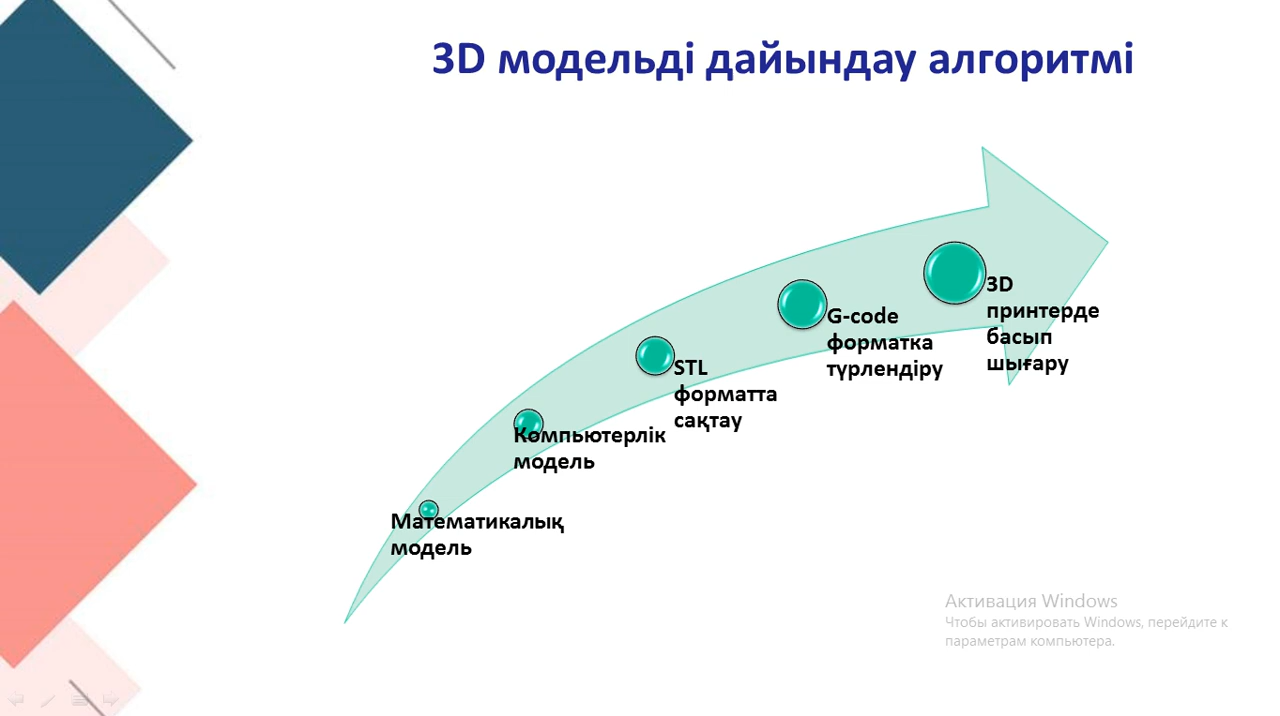 3D модельді дайындау алгоритмі
Математикалық
модель
Компьютерлік
модель
STL
форматта
сақтау
G-code
форматка
түрлендіру
3D
принтерде
басып
шығару
Активация Windows
Чтобы активировать Windows, перейдите к
параметрам компьютера.